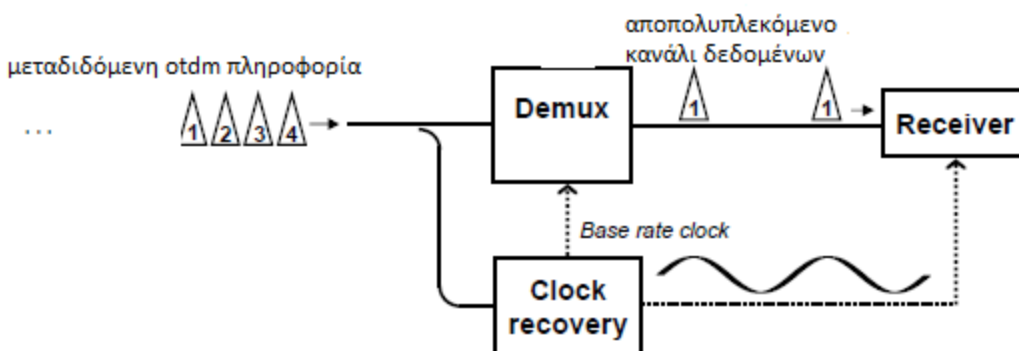 αποπολυπλεκόμενο
κανάλι δεδομένων
μεταδιδόμενη otdm πληροφορία
... 1 2 3 4
Demux
1 1
Receiver
Base rate clock
Clock
recovery